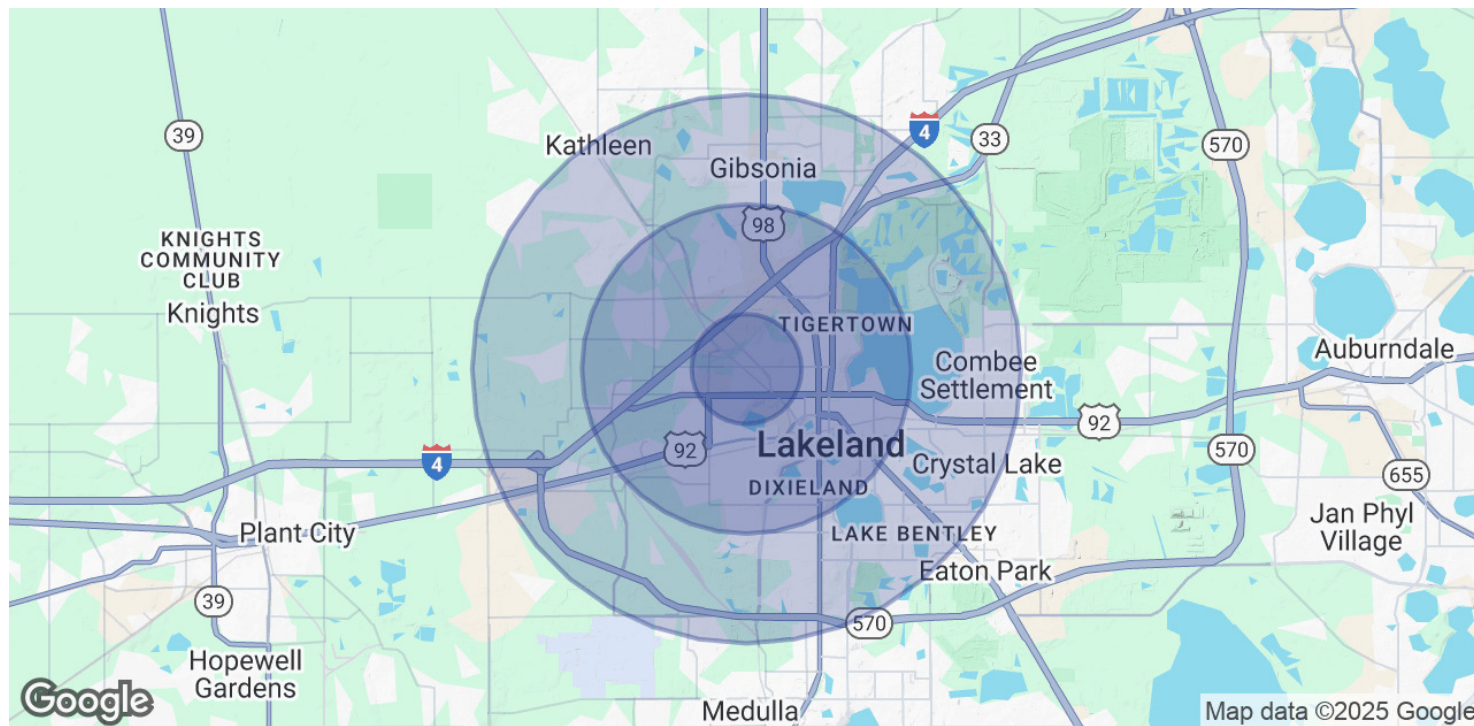 4
33
39
Kathleen
570
Gibsonia
98
KNIGHTS
COMMUNITY
CLUB
Knights
TIGERTOWN
Auburndale
Combee
Settlement
92
Lakeland
92
570
4
Crystal Lake
655
DIXIELAND
Jan Phyl
Village
Plant City
LAKE BENTLEY
Eaton Park
39
570
Hopewell
Gardens
Google
Medulla
Map data ©2025 Google